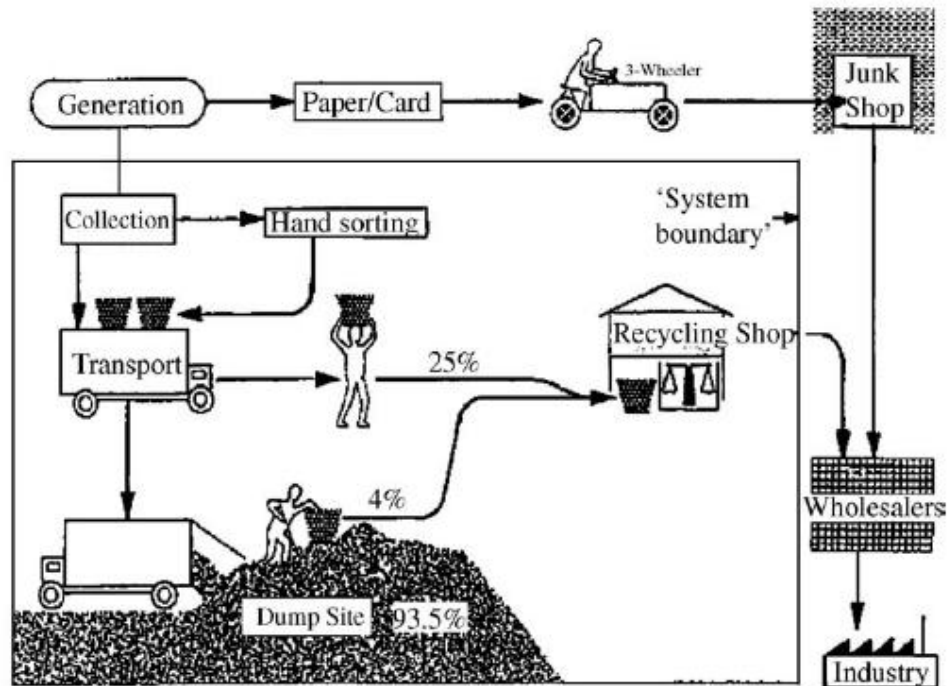 Generation
Paper/Card
3-Wheeler
Junk
Shop
Collection
Hand sorting
'System
boundary'
Transport
25%
Recycling Shop
4%
Wholesalers
Dump Site 93.5%
Industry